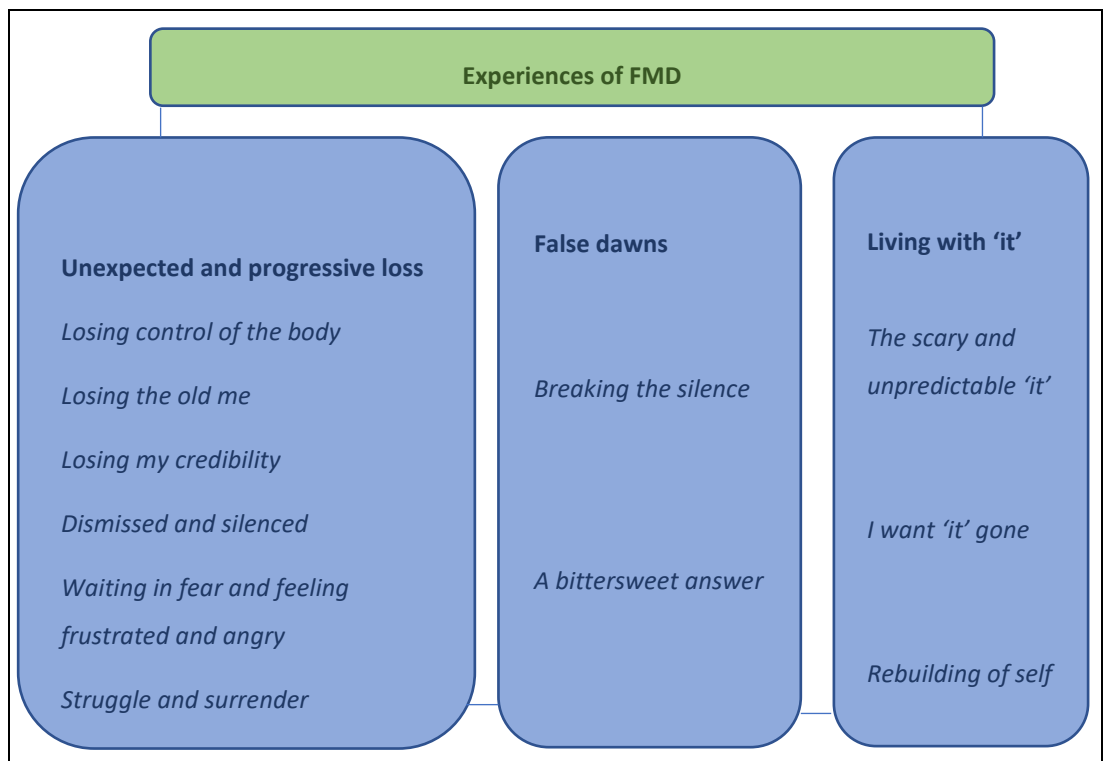 Experiences of FMD
Unexpected and progressive loss
Losing control of the body
Losing the old me
Losing my credibility
Dismissed and silenced
Waiting in fear and feeling
frustrated and angry
Struggle and surrender
False dawns
Breaking the silence
A bittersweet answer
Living with ‘it’
The scary and
unpredictable ‘it’
I want ‘it’ gone
Rebuilding of self